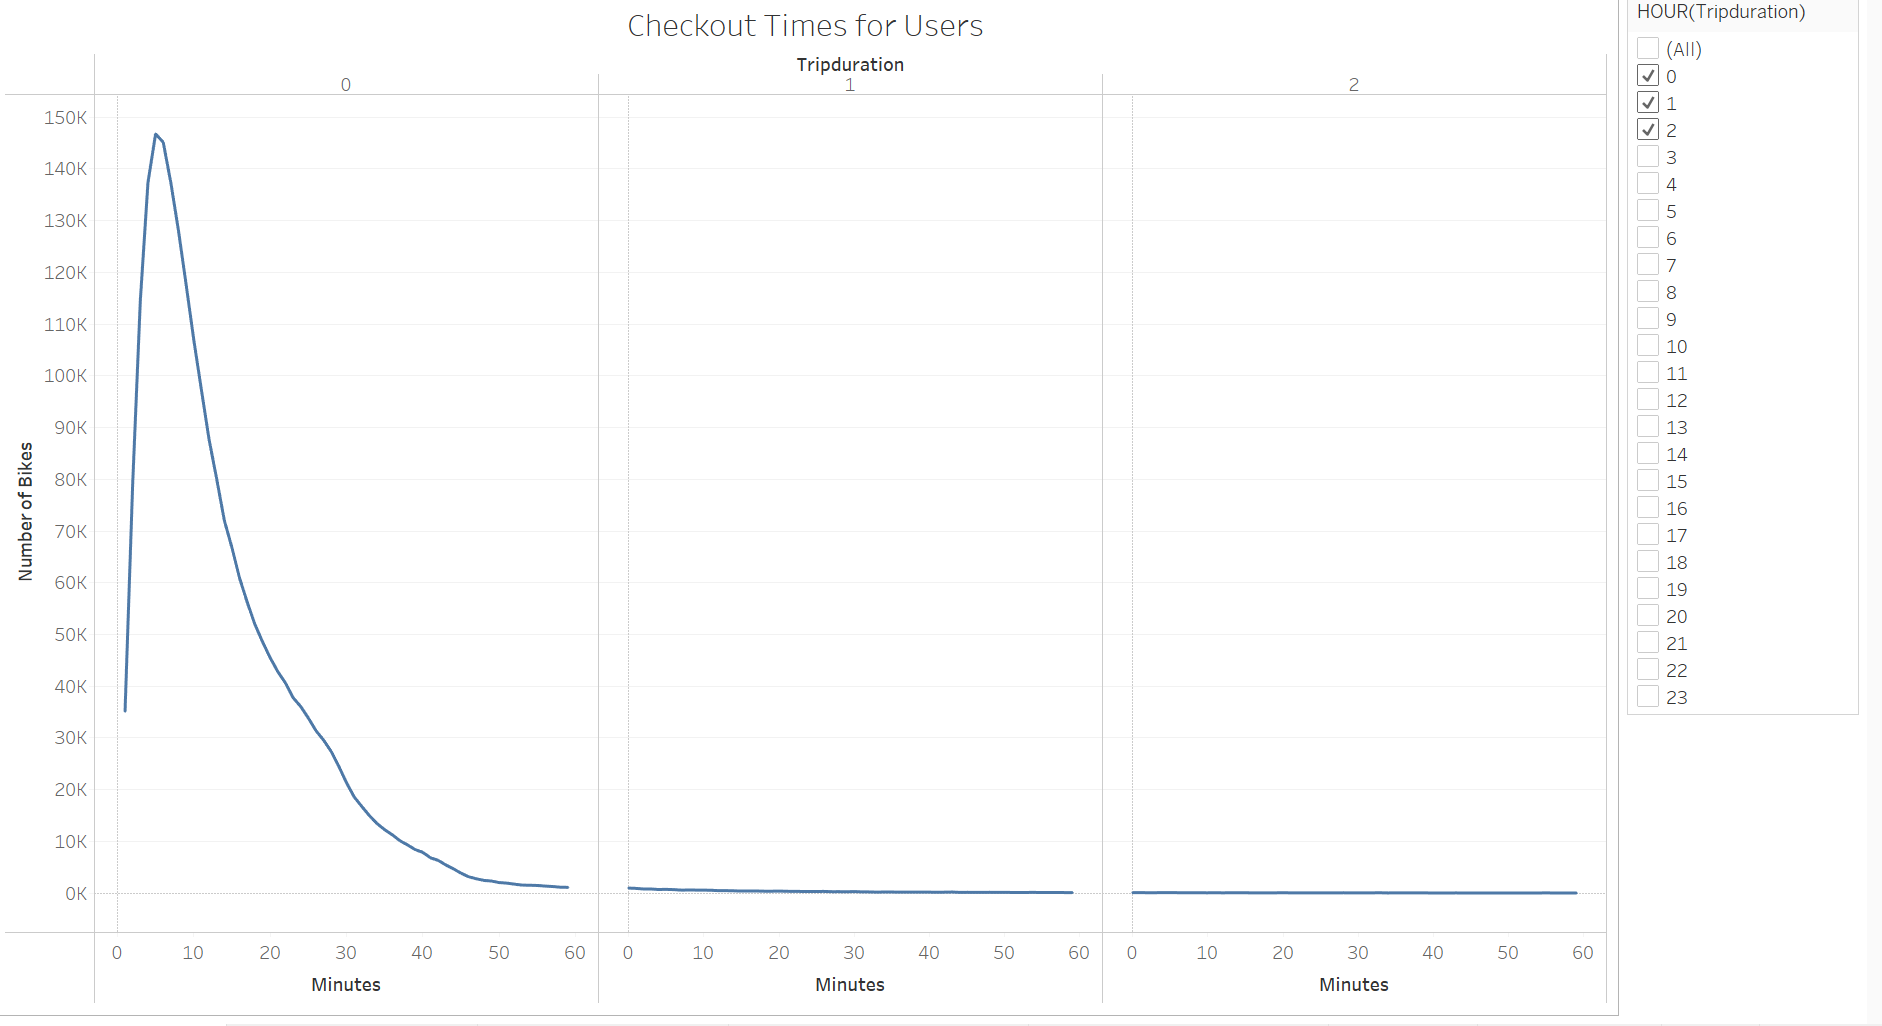 Checkout Times for Users
Tripduration
0 1 2
150K
140K
130K
120K
110K
100K
90K
80K
70K
60K
50K
40K
30K
20K
10K
0K
Number of Bikes
0 10 20 30 40 50 60 0 10 20 30 40 50 60 0 10 20 30 40 50 60
Minutes Minutes Minutes
HOUR(Tripduration)
(All)
0
1
2
3
4
5
6
7
8
9
10
11
12
13
14
15
16
17
18
19
20
21
22
23